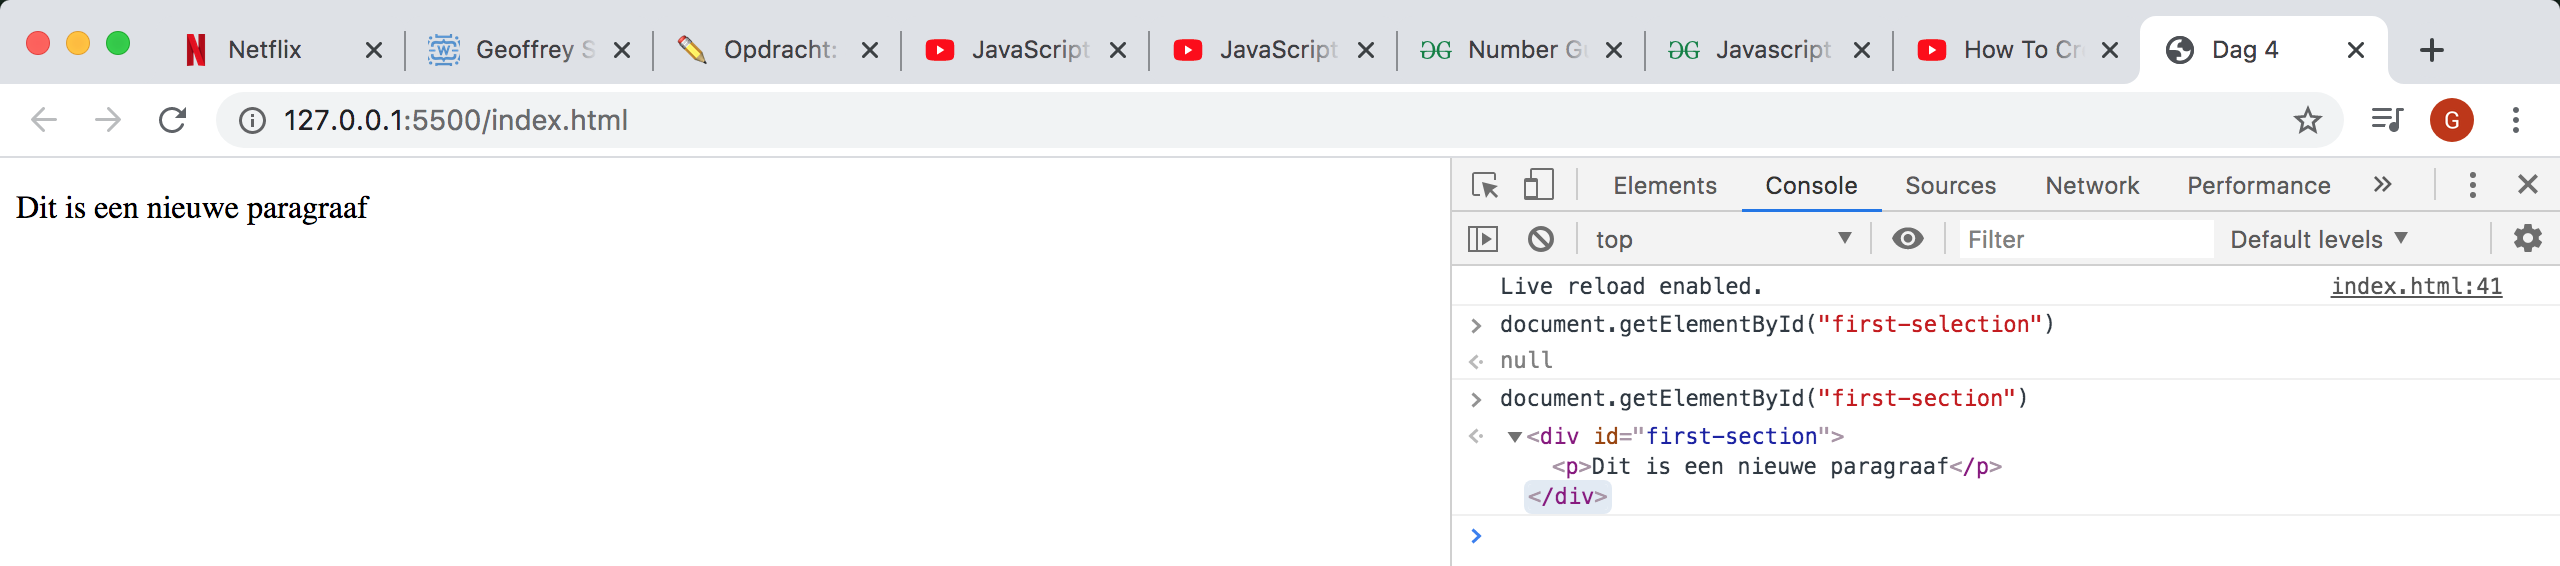 Netflix
Geoffrey S
Opdracht:
JavaScript
JavaScript
Number Gu
Javascript
How To Cr
Dag 4
127.0.0.1:5500/index.html
G
Dit is een nieuwe paragraaf
Elements Console Sources Network Performance »
top Filter Default levels
Live reload enabled. index.html:41
document.getElementById("first-selection")
null
document.getElementById("first-section")
<div id="first-section">
<p>Dit is een nieuwe paragraaf</p>
</div>